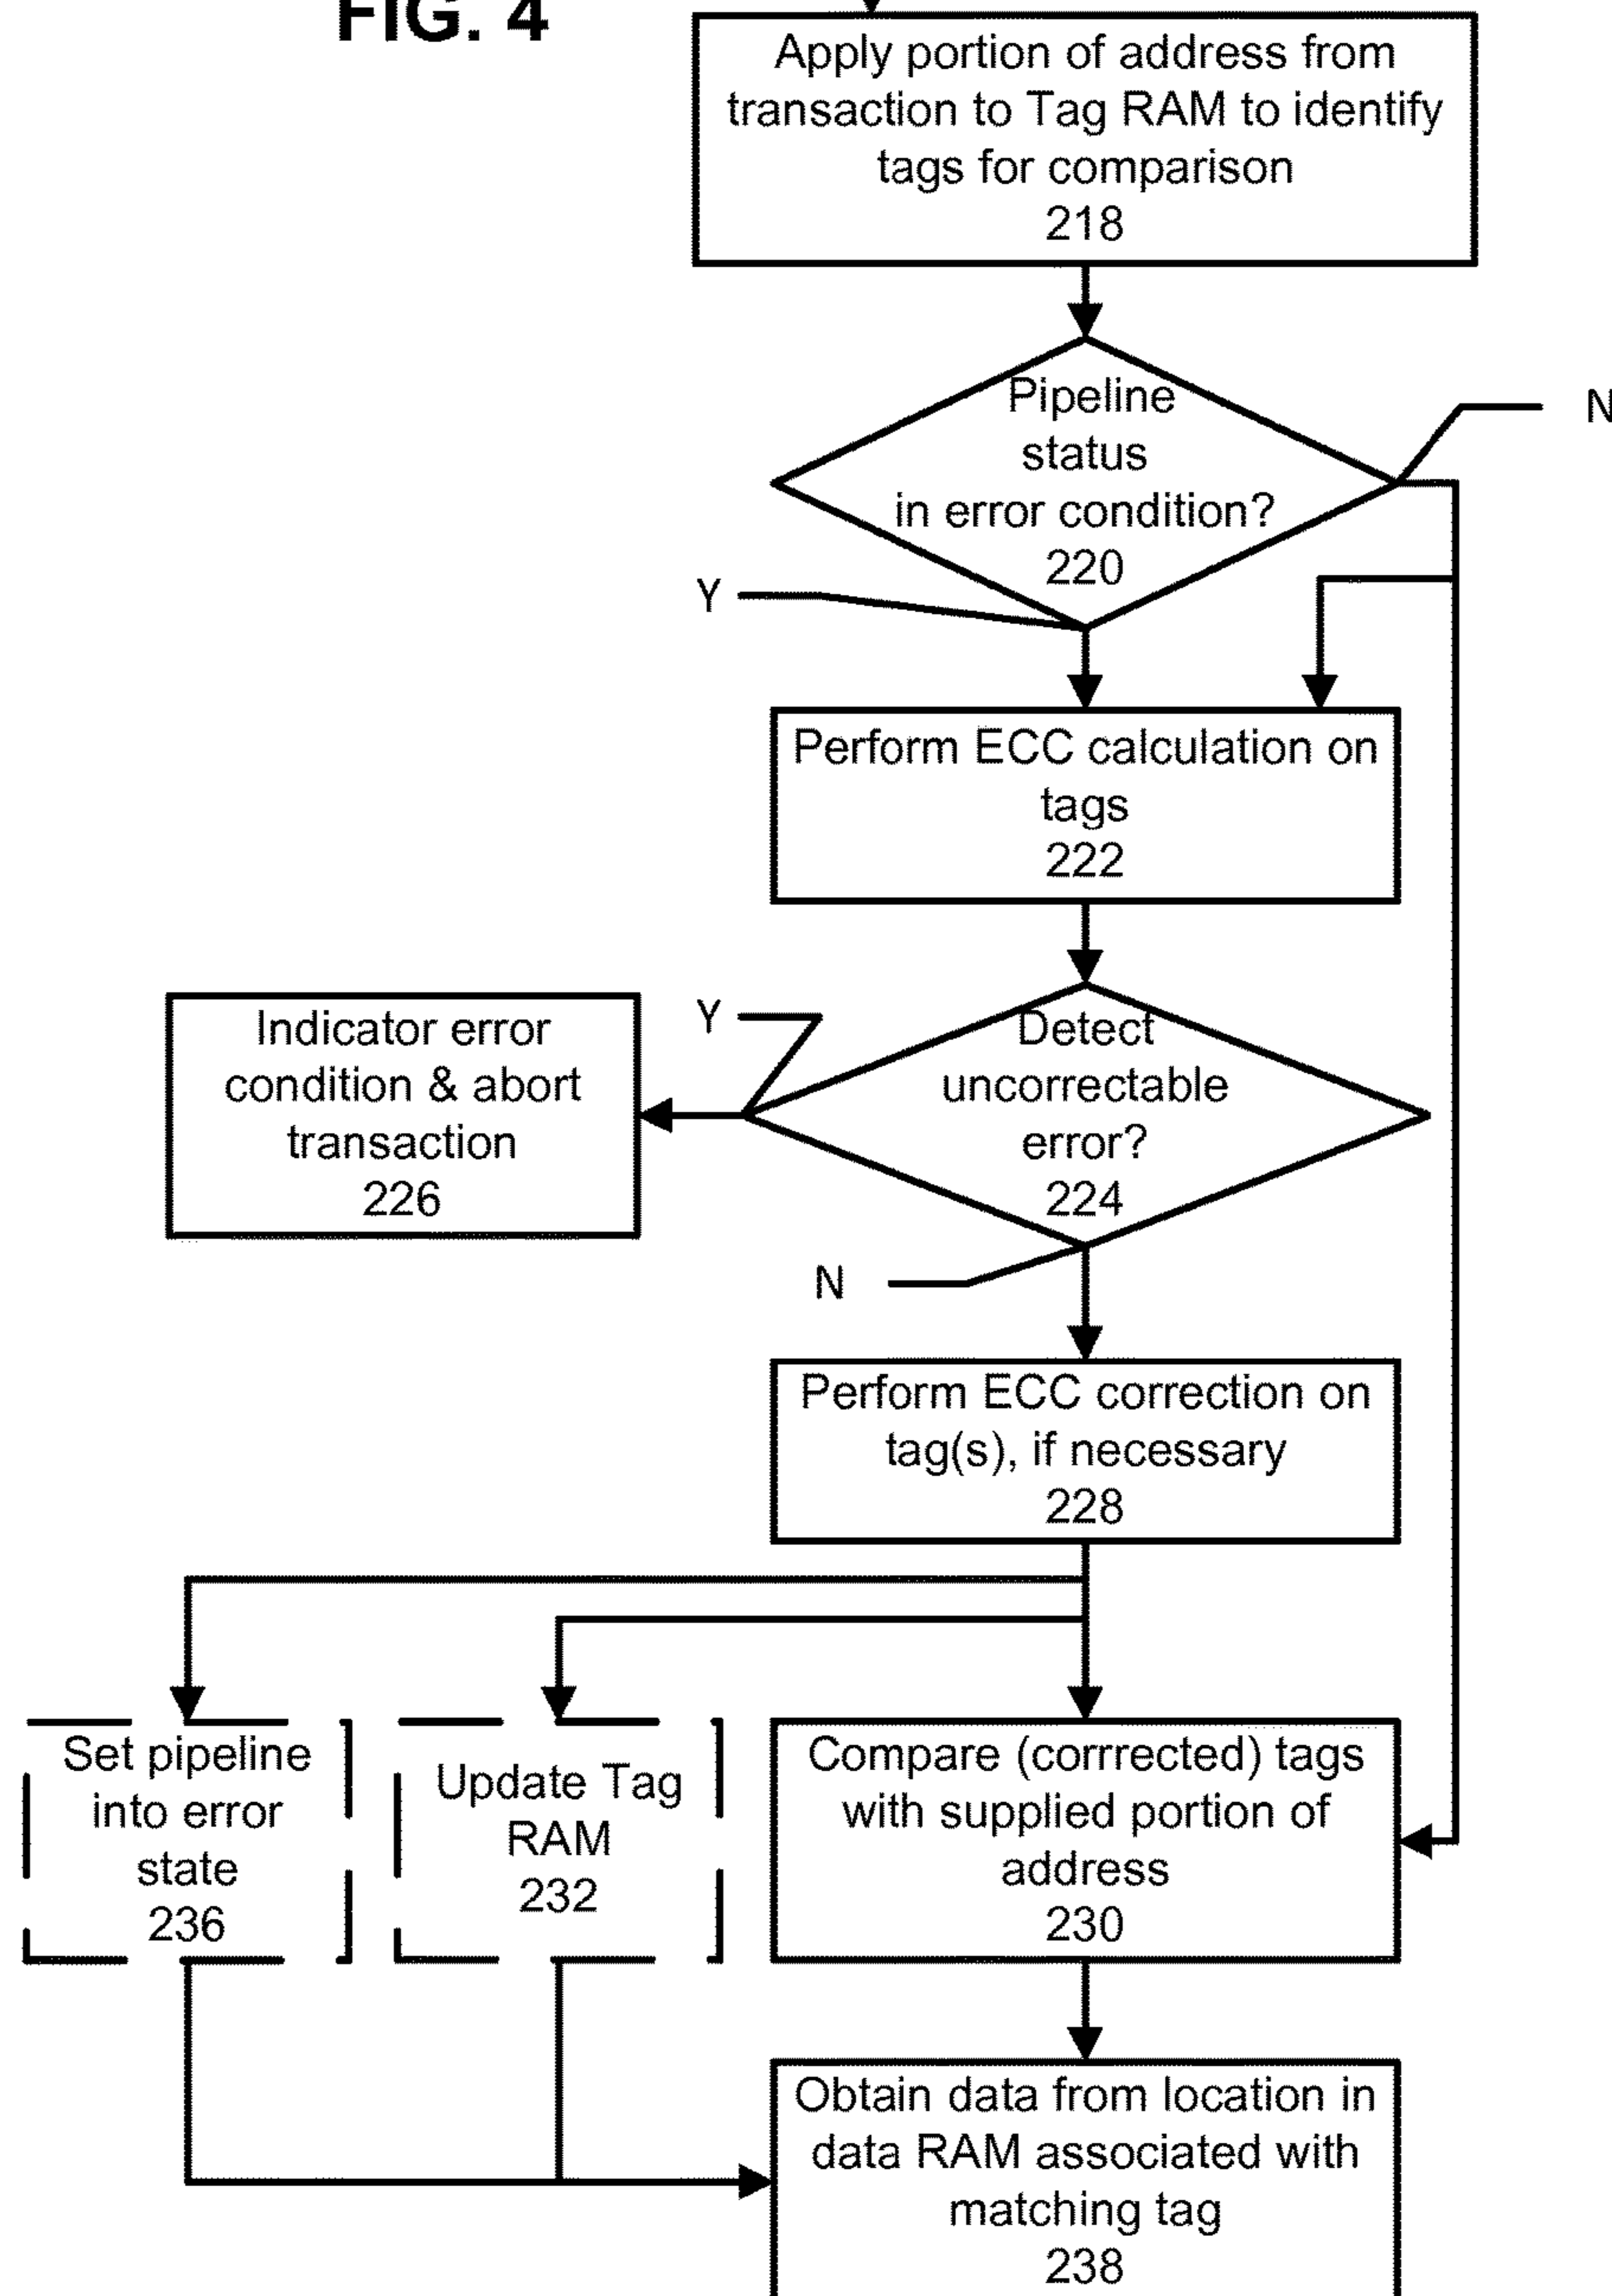 FIG. 4
Apply portion of address from
transaction to Tag RAM to identify
tags for comparison
218
Pipeline
status
in error condition?
220
N
Y
Perform ECC calculation on
tags
222
Indicator error
condition & abort
transaction
226
Y
Detect
uncorrectable
error?
224
N
Perform ECC correction on
tag(s), if necessary
228
Set pipeline
into error
state
236
Update Tag
RAM
232
Compare (corrrected) tags
with supplied portion of
address
230
Obtain data from location in
data RAM associated with
matching tag
238